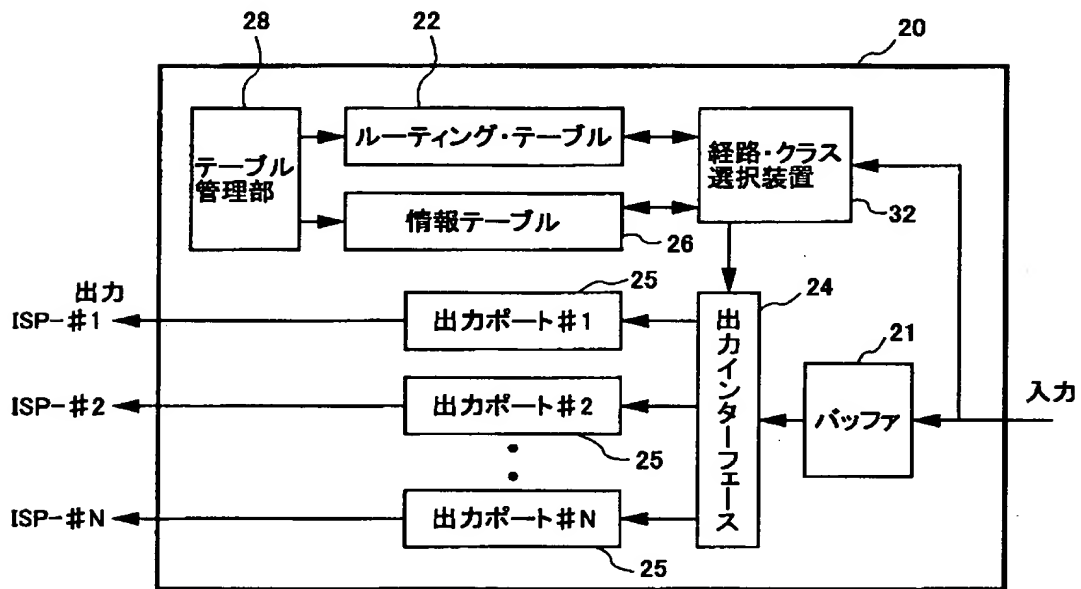 28
22
20
テーブル
管理部
ルーティング・テーブル
経路・クラス
選択装置
32
情報テーブル
26
出力
25
24
ISP-#1
出力ポート#1
21
ISP-#2
出力ポート#2
25
出力インターフェース
バッファ
入力
ISP-#N
出力ポート#N
25